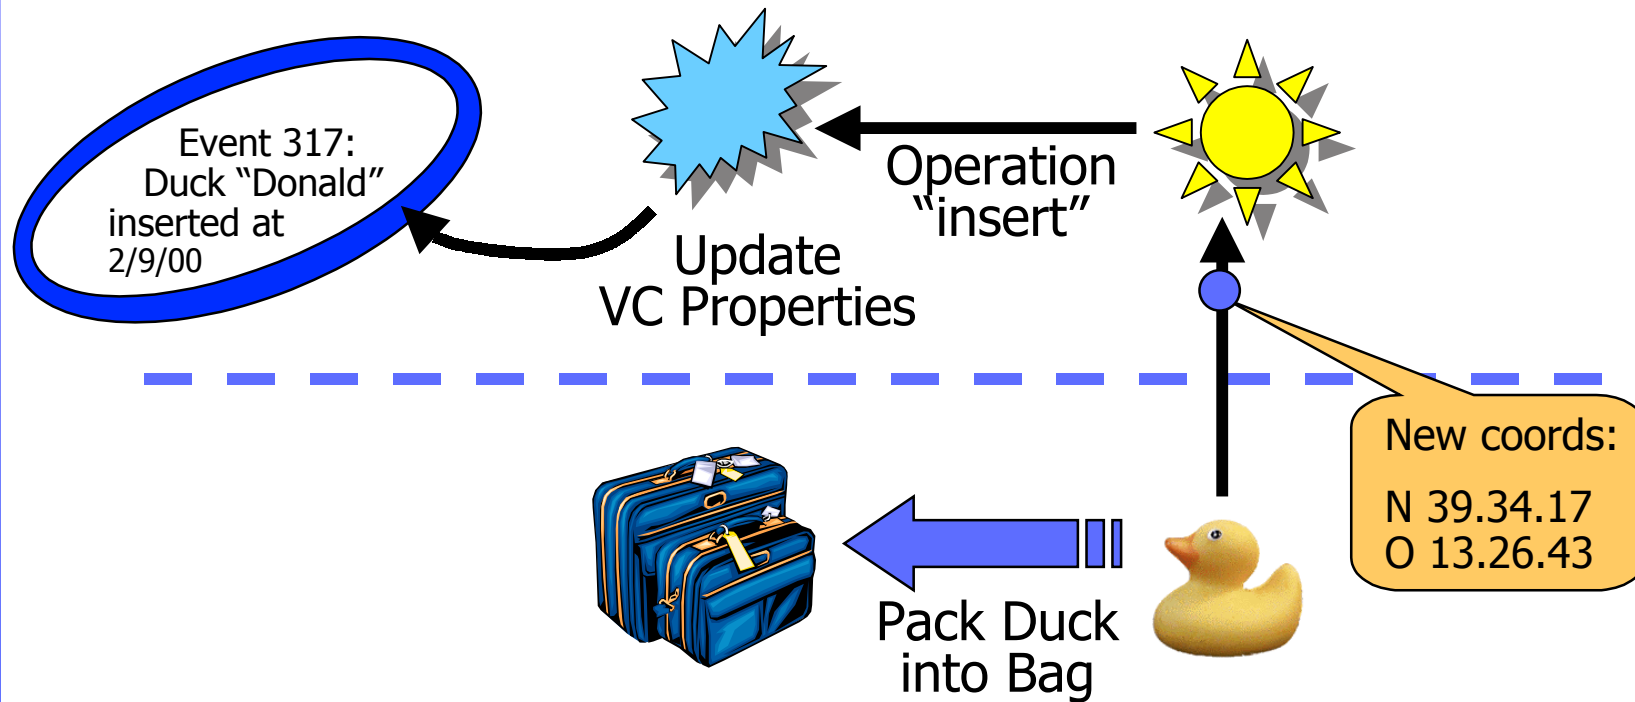 Event 317:
Duck “Donald”
inserted at
2/9/00
Operation
“insert”
Update
VC Properties
New coords:
N 39.34.17
O 13.26.43
Pack Duck
into Bag